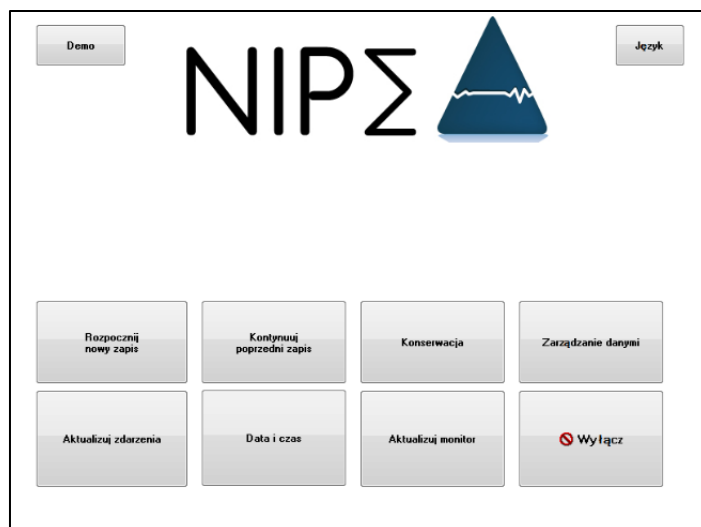 Demo
NIPΣ
Język
Rozpocznij
nowy zapis
Kontynuuj
poprzedni zapis
Konserwacja
Zarządzanie danymi
Aktualizuj zdarzenia
Data i czas
Aktualizuj monitor
Wyłącz